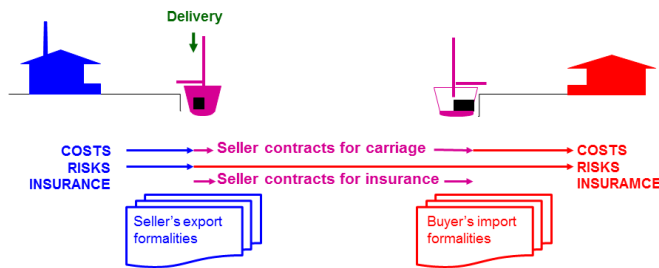 Delivery
COSTS Seller contracts for carriage COSTS
RISKS RISKS
INSURANCE Seller contracts for insurance INSURAMCE
Seller's export
formalities
Buyer's import
formalities